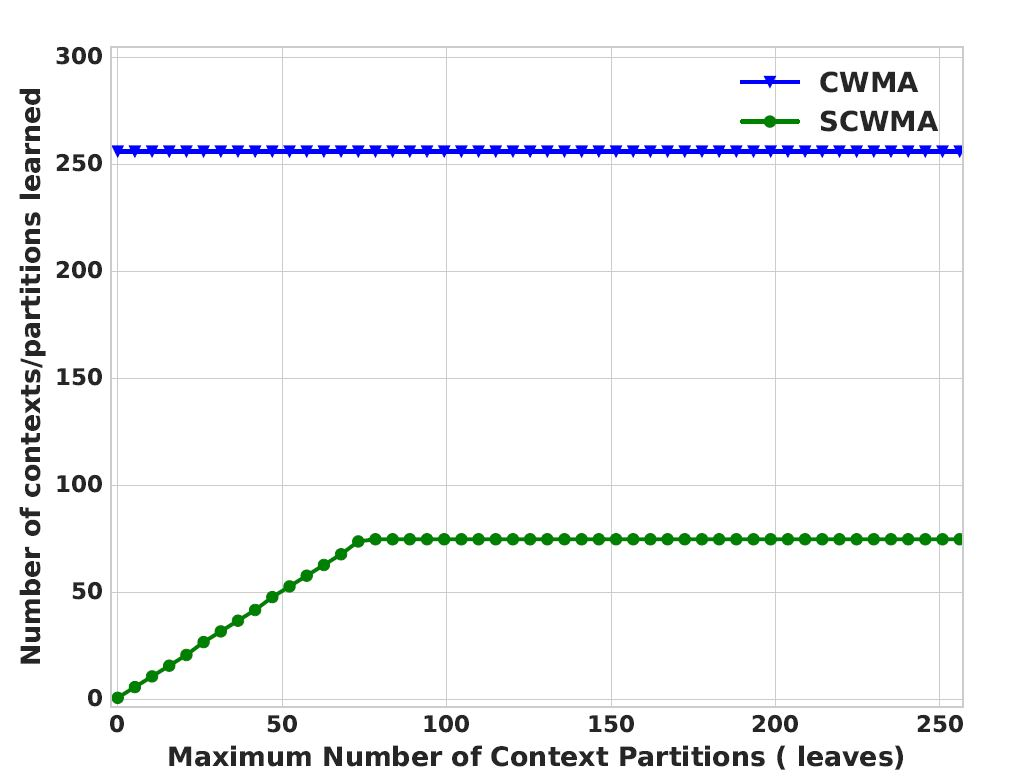 300
250
200
150
100
50
0
Number of contexts/partitions learned
CWMA
SCWMA
0 50 100 150 200 250
Maximum Number of Context Partitions ( leaves)